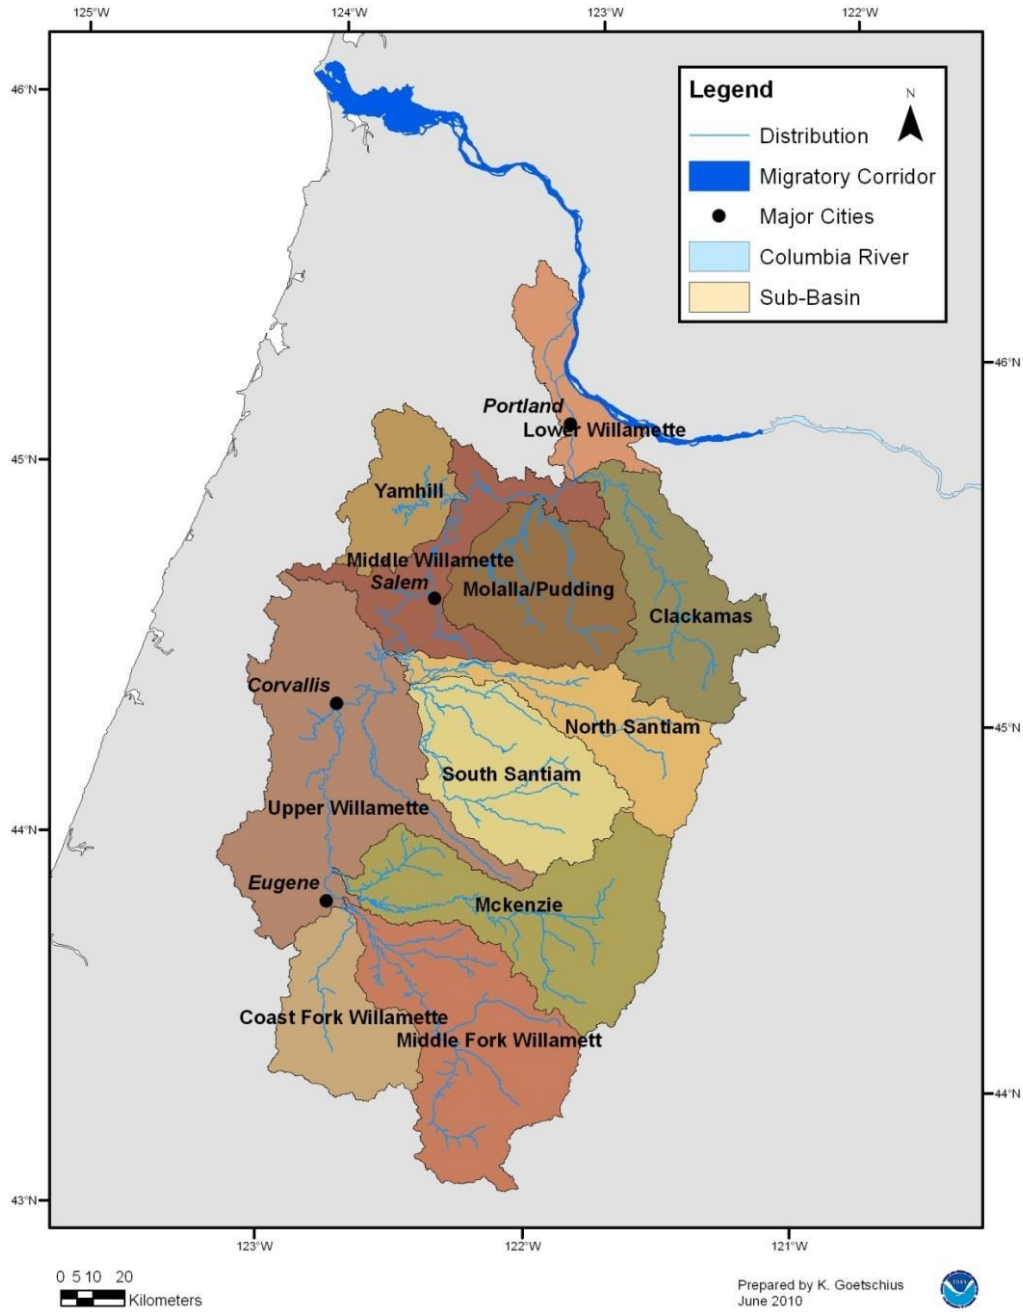 125°W 124°W 123°W 122°W
46°N
Legend
N
Distribution
Migratory Corridor
Major Cities
Columbia River
Sub-Basin
46°N
Portland
Lower Willamette
45°N
Yamhill
Middle Willamette
Salem
Molalla/Pudding
Clackamas
Corvallis
North Santiam
45°N
South Santiam
Upper Willamette
44°N
Eugene
Mckenzie
Coast Fork Willamette
Middle Fork Willamett
44°N
43°N
123°W 122°W 121°W
0 5 10 20
Kilometers
Prepared by K. Goetschius
June 2010